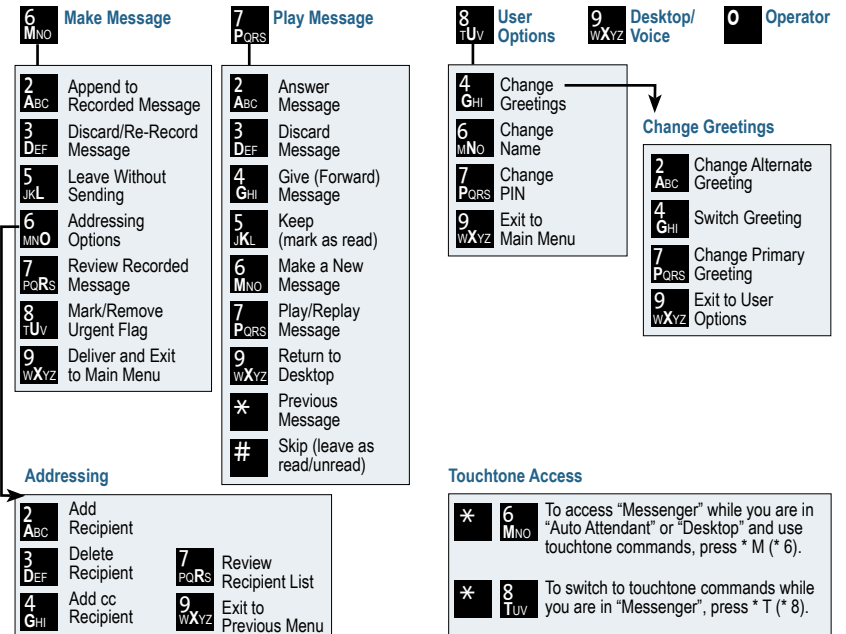 6 MNO Make Message
2 ABC Append to
Recorded Message
3 DEF Discard/Re-Record
Message
5 JKL Leave Without
Sending
6 MNO Addressing
Options
7 PQRS Review Recorded
Message
8 TUV Mark/Remove
Urgent Flag
9 WXYZ Deliver and Exit
to Main Menu
7 PQRS Play Message
2 ABC Answer
Message
3 DEF Discard
Message
4 GHI Give (Forward)
Message
5 JKL Keep
(mark as read)
6 MNO Make a New
Message
7 PQRS Play/Replay
Message
9 WXYZ Return to
Desktop
* Previous
Message
# Skip (leave as
read/unread)
8 TUV User
Options
4 GHI Change
Greetings
6 MNO Change
Name
7 PQRS Change
PIN
9 WXYZ Exit to
Main Menu
9 WXYZ Desktop/
Voice
O Operator
Change Greetings
2 ABC Change Alternate
Greeting
4 GHI Switch Greeting
7 PQRS Change Primary
Greeting
9 WXYZ Exit to User
Options
Addressing
2 ABC Add
Recipient
3 DEF Delete
Recipient
4 GHI Add cc
Recipient
7 PQRS Review
Recipient List
9 WXYZ Exit to
Previous Menu
Touchtone Access
* 6 MNO To access “Messenger” while you are in
“Auto Attendant” or “Desktop” and use
touchtone commands, press * M (* 6).
* 8 TUV To switch to touchtone commands while
you are in “Messenger”, press * T (* 8).